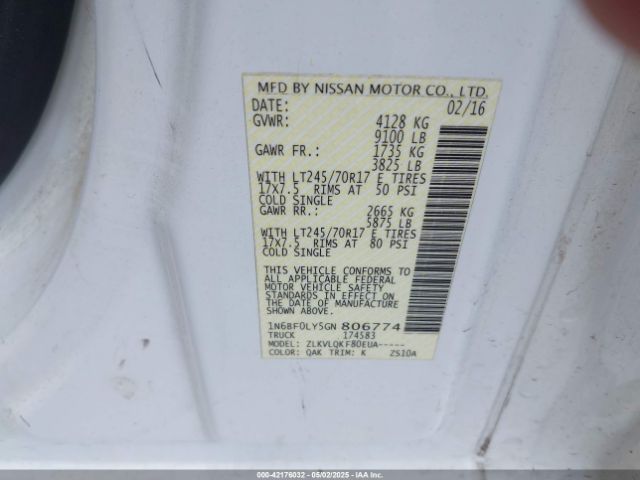 MFD BY NISSAN MOTOR CO., LTD.
DATE: 02/16
GVWR: 4128 KG
9100 LB
GAWR FR.: 1735 KG
3825 LB
WITH LT245/70R17 E TIRES
17X7.5 RIMS AT 50 PSI
COLD SINGLE
GAWR RR.: 2665 KG
5875 LB
WITH LT245/70R17 E TIRES
17X7.5 RIMS AT 80 PSI
COLD SINGLE
THIS VEHICLE CONFORMS TO
ALL APPLICABLE FEDERAL
MOTOR VEHICLE SAFETY
STANDARDS IN EFFECT ON
THE DATE OF MANUFACTURE
SHOWN ABOVE.
1N6BF0LY5GN 806774
TRUCK 174583
MODEL: ZLKVLQKF80EUA-----
COLOR: QAK TRIM: K ZS10A
000-42176032 - 05/02/2025 - IAA Inc.